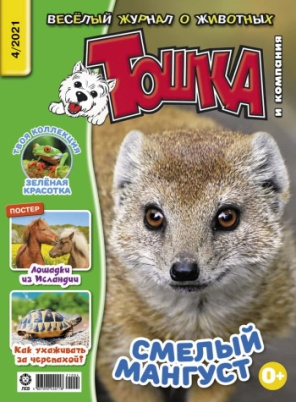 ВЕСЁЛЫЙ ЖУРНАЛ О ЖИВОТНЫХ
4/2021
ТОШКА
И КОМПАНИЯ
ТВОЯ КОЛЛЕКЦИЯ
ЗЕЛЁНАЯ
КРАСОТКА
ПОСТЕР
Лошадки
из Исландии
Как ухаживать
за черепахой?
СМЕЛЫЙ
МАНГУСТ
0+